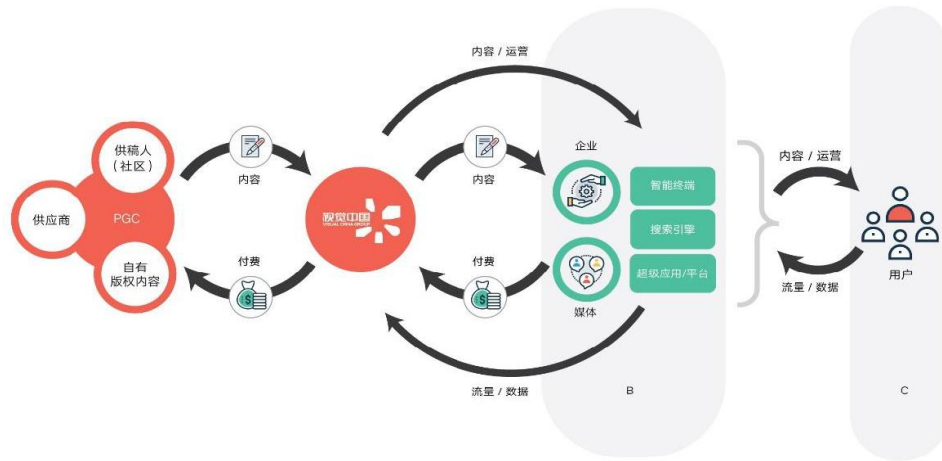 内容 / 运营
供稿人
（社区）
供应商
PGC
自有
版权内容
内容
付费
视觉中国
VISUAL CHINA GROUP
内容
付费
流量 / 数据
企业
媒体
智能终端
搜索引擎
超级应用/平台
B
内容 / 运营
流量 / 数据
用户
C